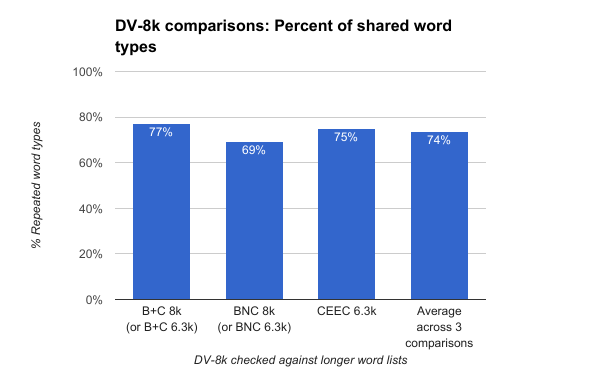 DV-8k comparisons: Percent of shared word
types
100%
80%
60%
40%
20%
0%
% Repeated word types
77%
69%
75%
74%
B+C 8k
(or B+C 6.3k)
BNC 8k
(or BNC 6.3k)
CEEC 6.3k
Average
across 3
comparisons
DV-8k checked against longer word lists